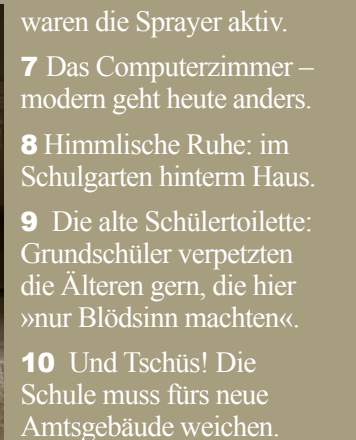 waren die Sprayer aktiv.
7 Das Computerzimmer –
modern geht heute anders.
8 Himmlische Ruhe: im
Schulgarten hinterm Haus.
9 Die alte Schülertoilette:
Grundschüler verpetzten
die Älteren gern, die hier
»nur Blödsinn machten«.
10 Und Tschüs! Die
Schule muss fürs neue
Amtsgebäude weichen.